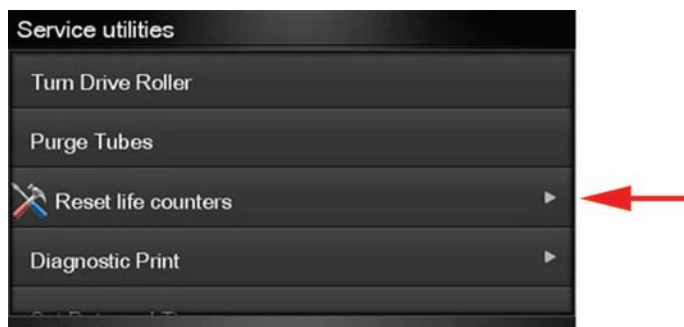 Service utilities
Turn Drive Roller
Purge Tubes
Reset life counters
Diagnostic Print